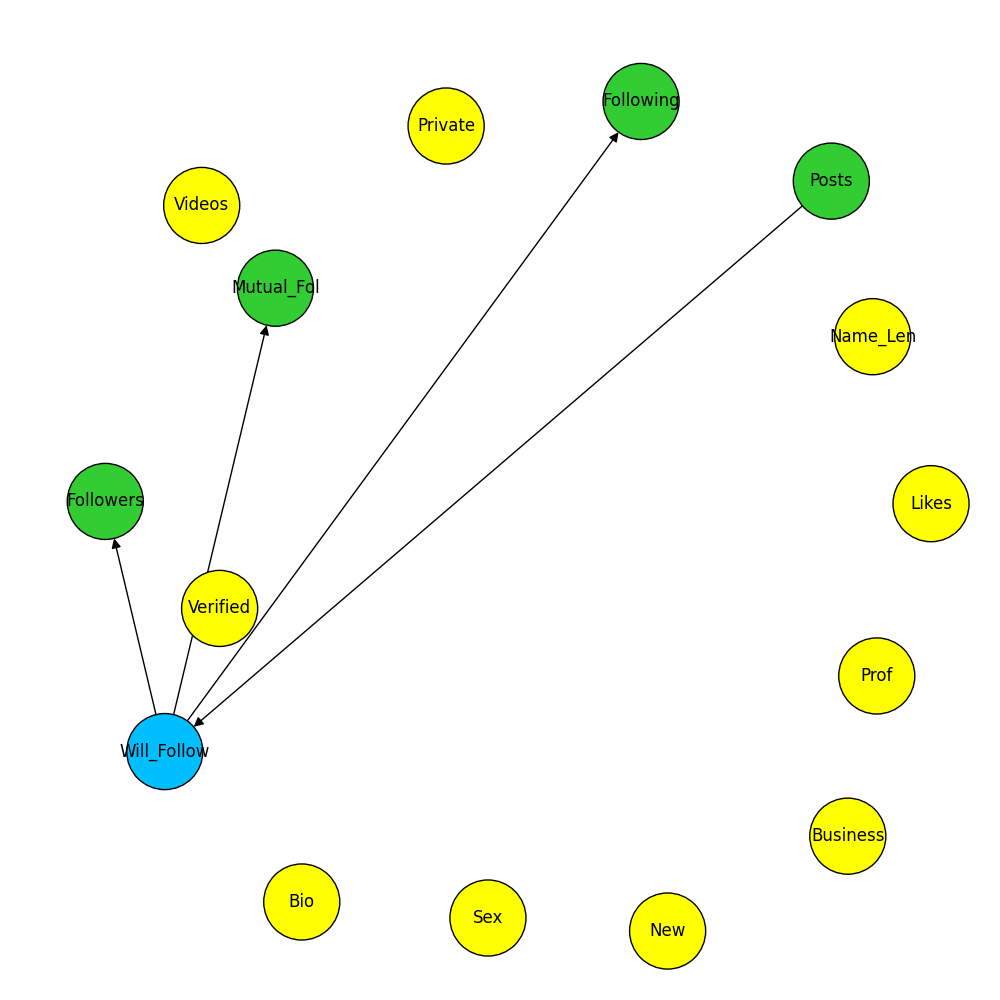 Following
Private
Posts
Videos
Mutual_Fol
Name_Len
Followers
Likes
Verified
Prof
Will_Follow
Business
Bio
Sex
New